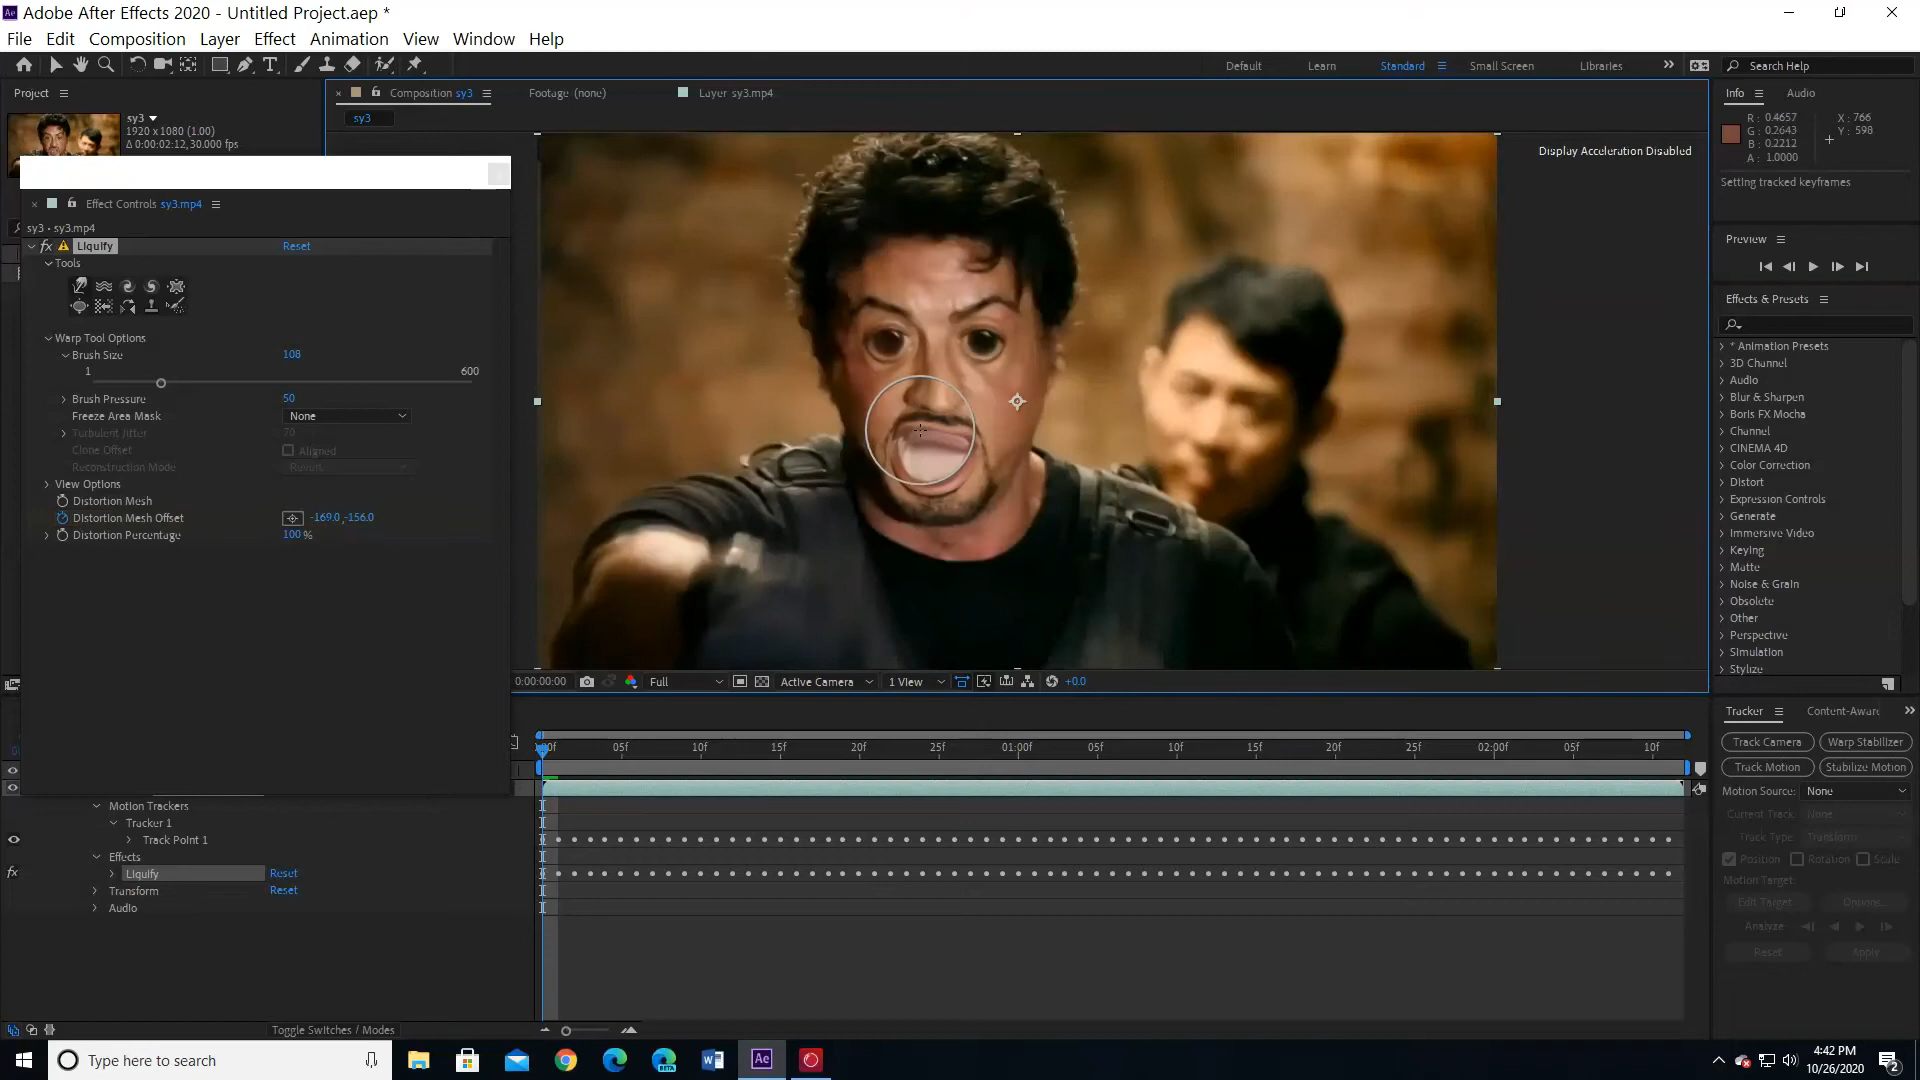 Adobe After Effects 2020 - Untitled Project.aep *
File Edit Composition Layer Effect Animation View Window Help
Default Learn Standard Small Screen Libraries Search Help
Project
sy3
1920 x 1080 (1.00)
Δ 0:00:02:12, 30.000 fps
Composition sy3
Footage (none)
Layer sy3.mp4
sy3
Display Acceleration Disabled
Info Audio
R : 0.4657
G : 0.2643
B : 0.2212
A : 1.0000
X : 766
Y : 598
Setting tracked keyframes
Preview
Effects & Presets
* Animation Presets
3D Channel
Audio
Blur & Sharpen
Boris FX Mocha
Channel
CINEMA 4D
Color Correction
Distort
Expression Controls
Generate
Immersive Video
Keying
Matte
Noise & Grain
Obsolete
Other
Perspective
Simulation
Stylize
Effect Controls sy3.mp4
sy3 • sy3.mp4
fx Liquify Reset
Tools
Warp Tool Options
Brush Size 108
1 600
Brush Pressure 50
Freeze Area Mask None
Turbulent Jitter 70
Clone Offset Aligned
Reconstruction Mode Revert
View Options
Distortion Mesh
Distortion Mesh Offset -169.0, -156.0
Distortion Percentage 100 %
0:00:00:00 Full Active Camera 1 View +0.0
05f 10f 15f 20f 25f 01:00f 05f 10f 15f 20f 25f 02:00f 05f 10f
Motion Trackers
Tracker 1
Track Point 1
Effects
fx Liquify Reset
Transform Reset
Audio
Toggle Switches / Modes
Tracker
Track Camera Warp Stabilizer
Track Motion Stabilize Motion
Motion Source: None
Current Track: None
Track Type: Transform
Position Rotation Scale
Motion Target:
Edit Target... Options...
Analyze
Reset Apply
Type here to search
Ae
BETA
4:42 PM
10/26/2020
2